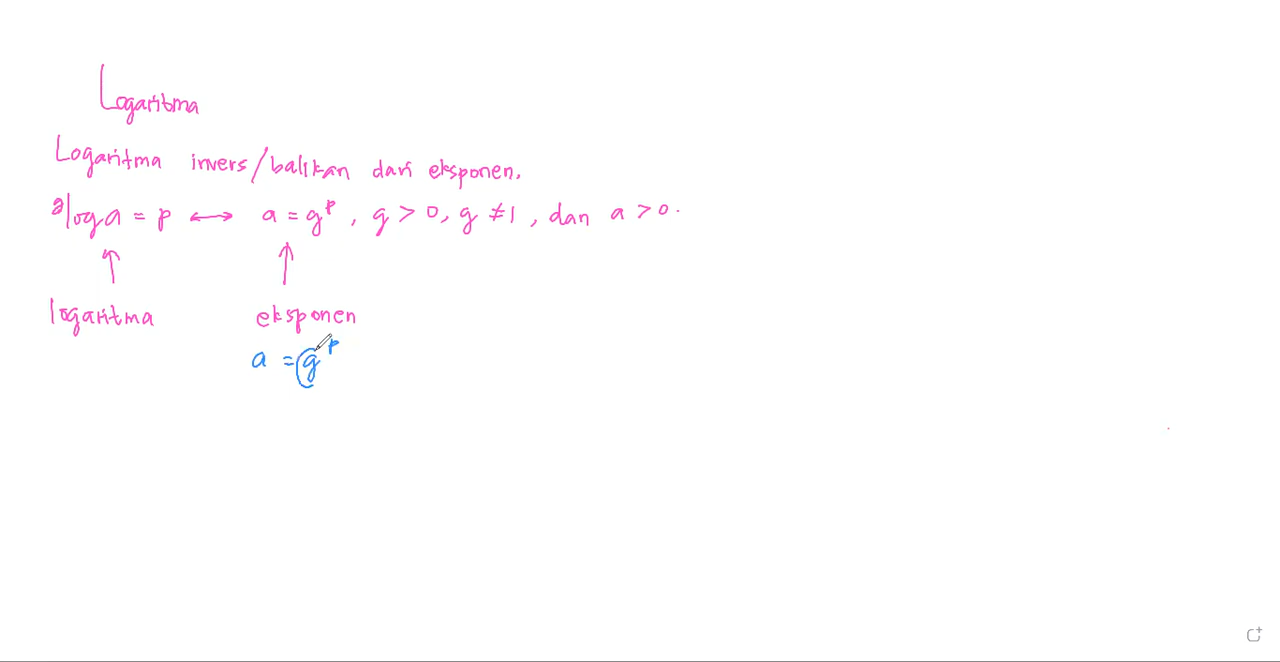 Logaritma
Logaritma invers/balikan dari eksponen.
ᵍlog a = p ↔ a = gᵖ, g > 0, g ≠ 1, dan a > 0.
logaritma eksponen
a = gᵖ